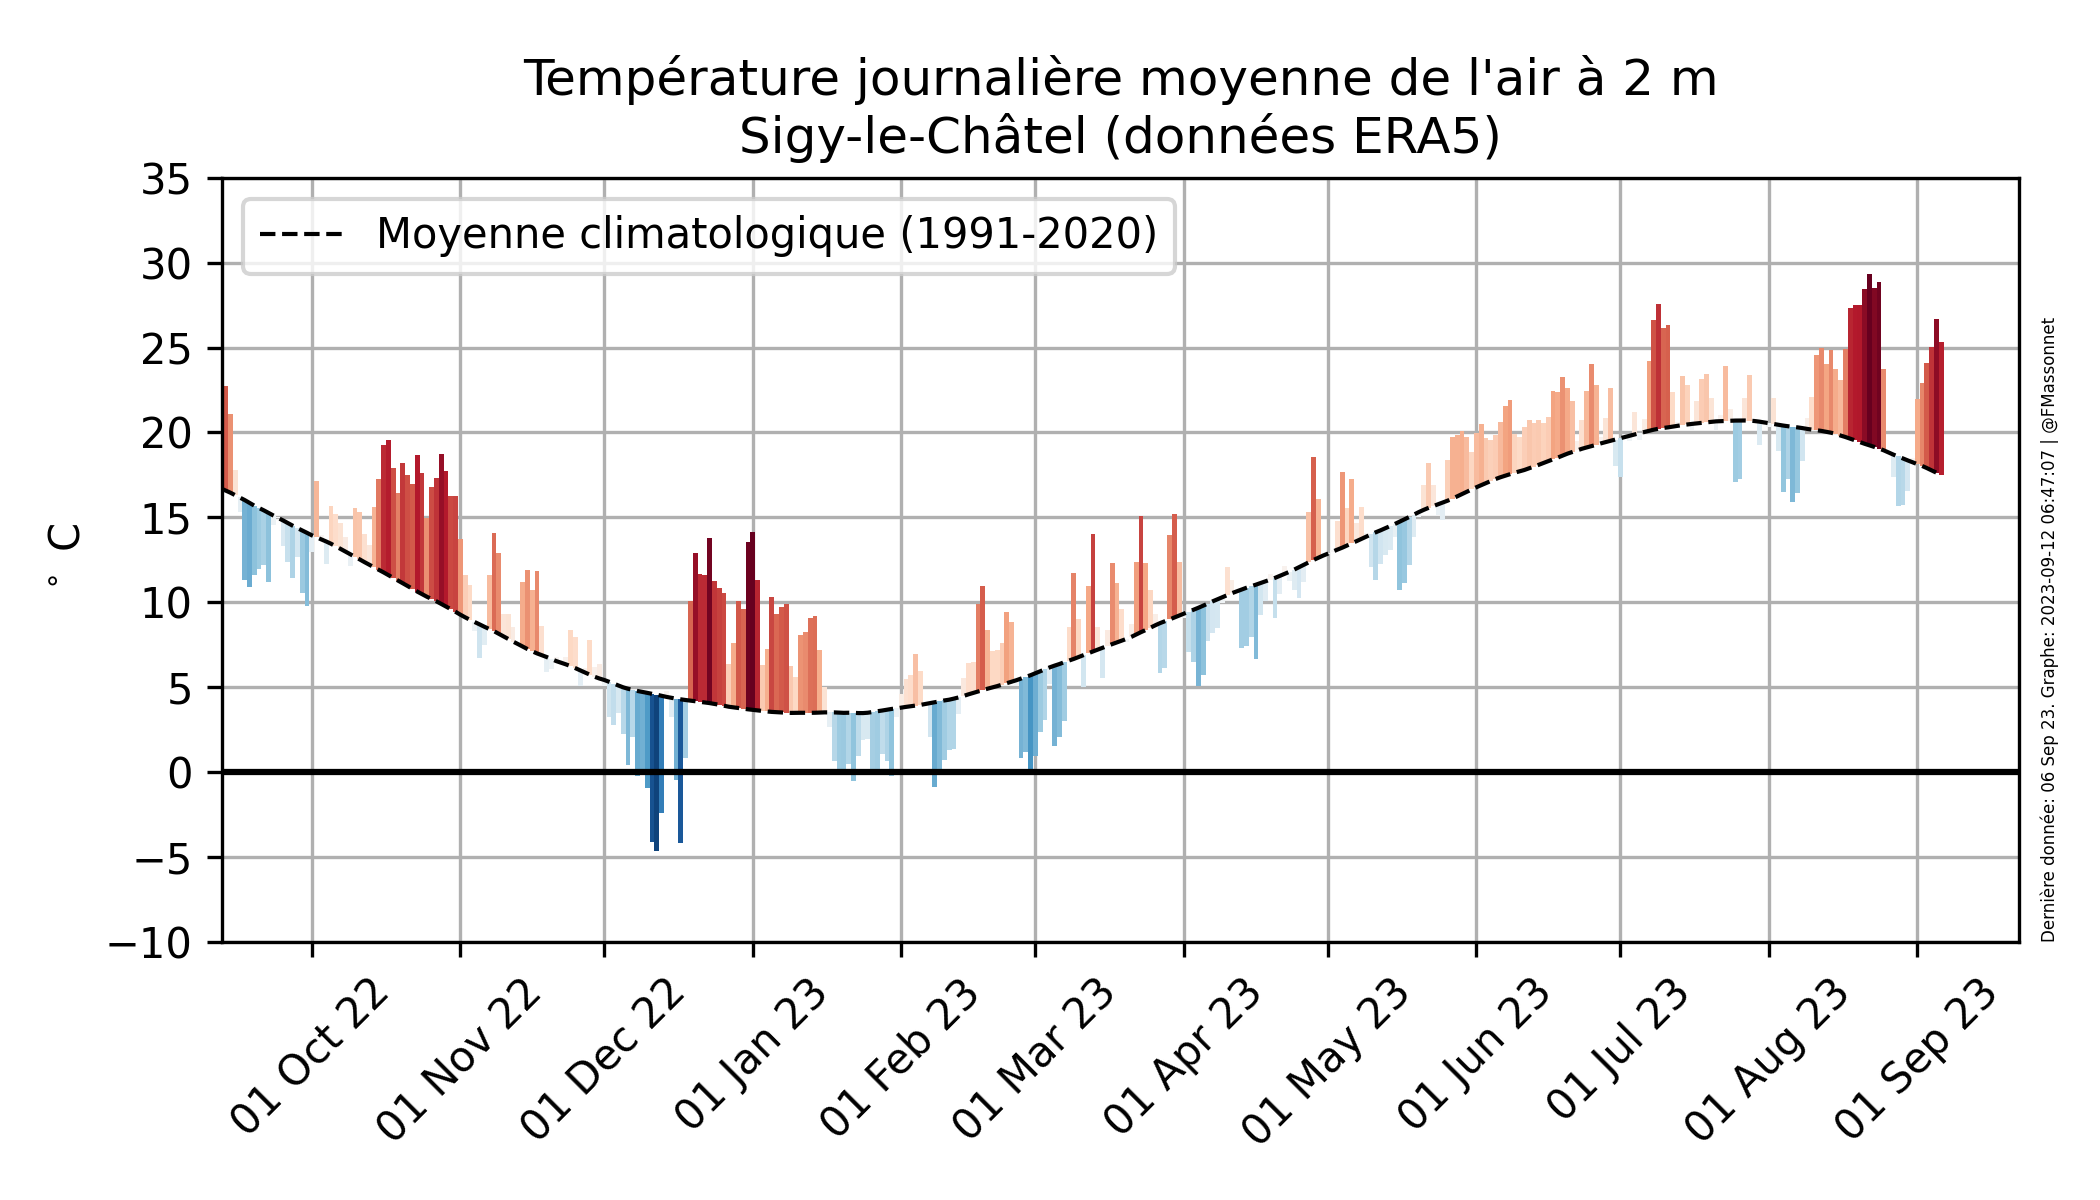 Température journalière moyenne de l'air à 2 m
Sigy-le-Châtel (données ERA5)
Moyenne climatologique (1991-2020)
° C
35
30
25
20
15
10
5
0
−5
−10
01 Oct 22
01 Nov 22
01 Dec 22
01 Jan 23
01 Feb 23
01 Mar 23
01 Apr 23
01 May 23
01 Jun 23
01 Jul 23
01 Aug 23
01 Sep 23
Dernière donnée: 06 Sep 23. Graphe: 2023-09-12 06:47:07 | @FMassonnet